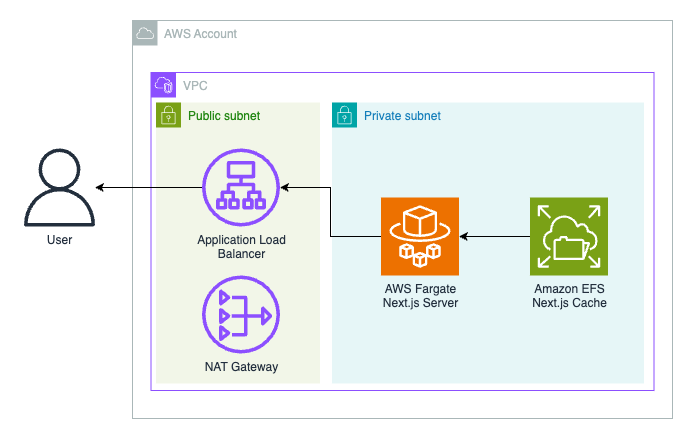 AWS Account
VPC
Public subnet
Private subnet
User
Application Load
Balancer
AWS Fargate
Next.js Server
Amazon EFS
Next.js Cache
NAT Gateway